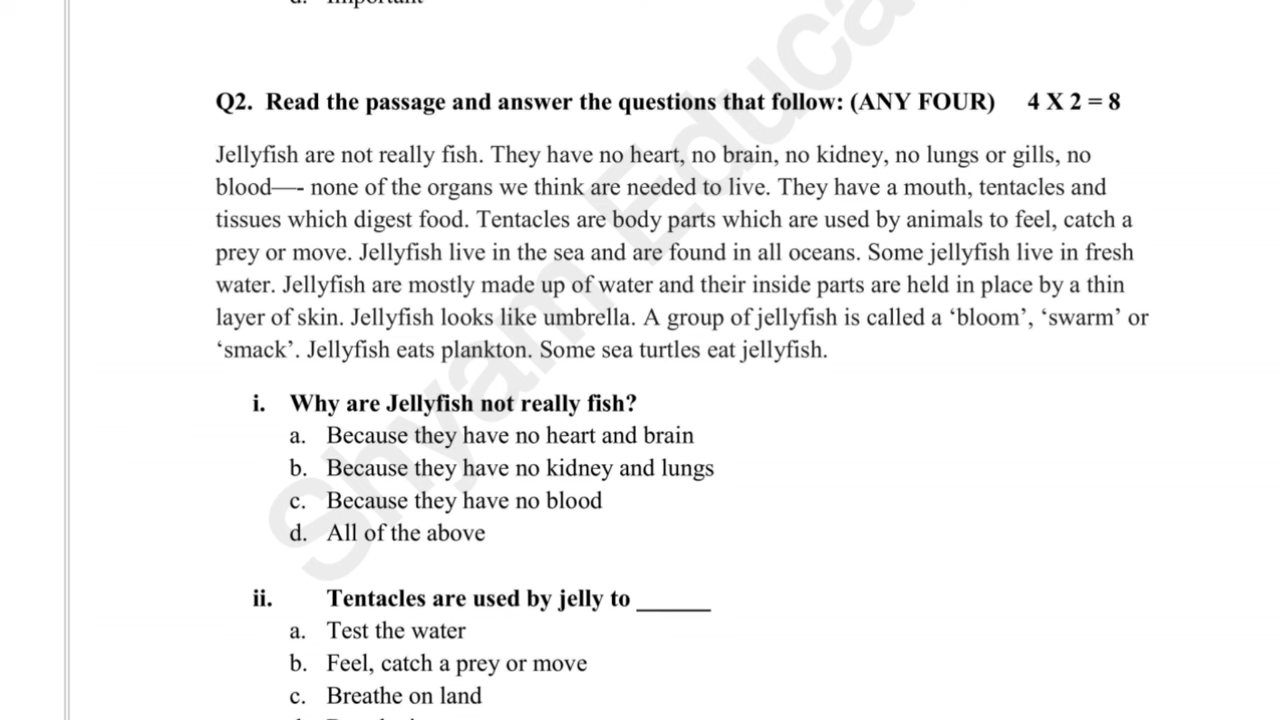 Q2. Read the passage and answer the questions that follow: (ANY FOUR) 4 X 2 = 8
Jellyfish are not really fish. They have no heart, no brain, no kidney, no lungs or gills, no
blood—- none of the organs we think are needed to live. They have a mouth, tentacles and
tissues which digest food. Tentacles are body parts which are used by animals to feel, catch a
prey or move. Jellyfish live in the sea and are found in all oceans. Some jellyfish live in fresh
water. Jellyfish are mostly made up of water and their inside parts are held in place by a thin
layer of skin. Jellyfish looks like umbrella. A group of jellyfish is called a ‘bloom’, ‘swarm’ or
‘smack’. Jellyfish eats plankton. Some sea turtles eat jellyfish.
i. Why are Jellyfish not really fish?
a. Because they have no heart and brain
b. Because they have no kidney and lungs
c. Because they have no blood
d. All of the above
ii. Tentacles are used by jelly to ______
a. Test the water
b. Feel, catch a prey or move
c. Breathe on land
Shyam Educa